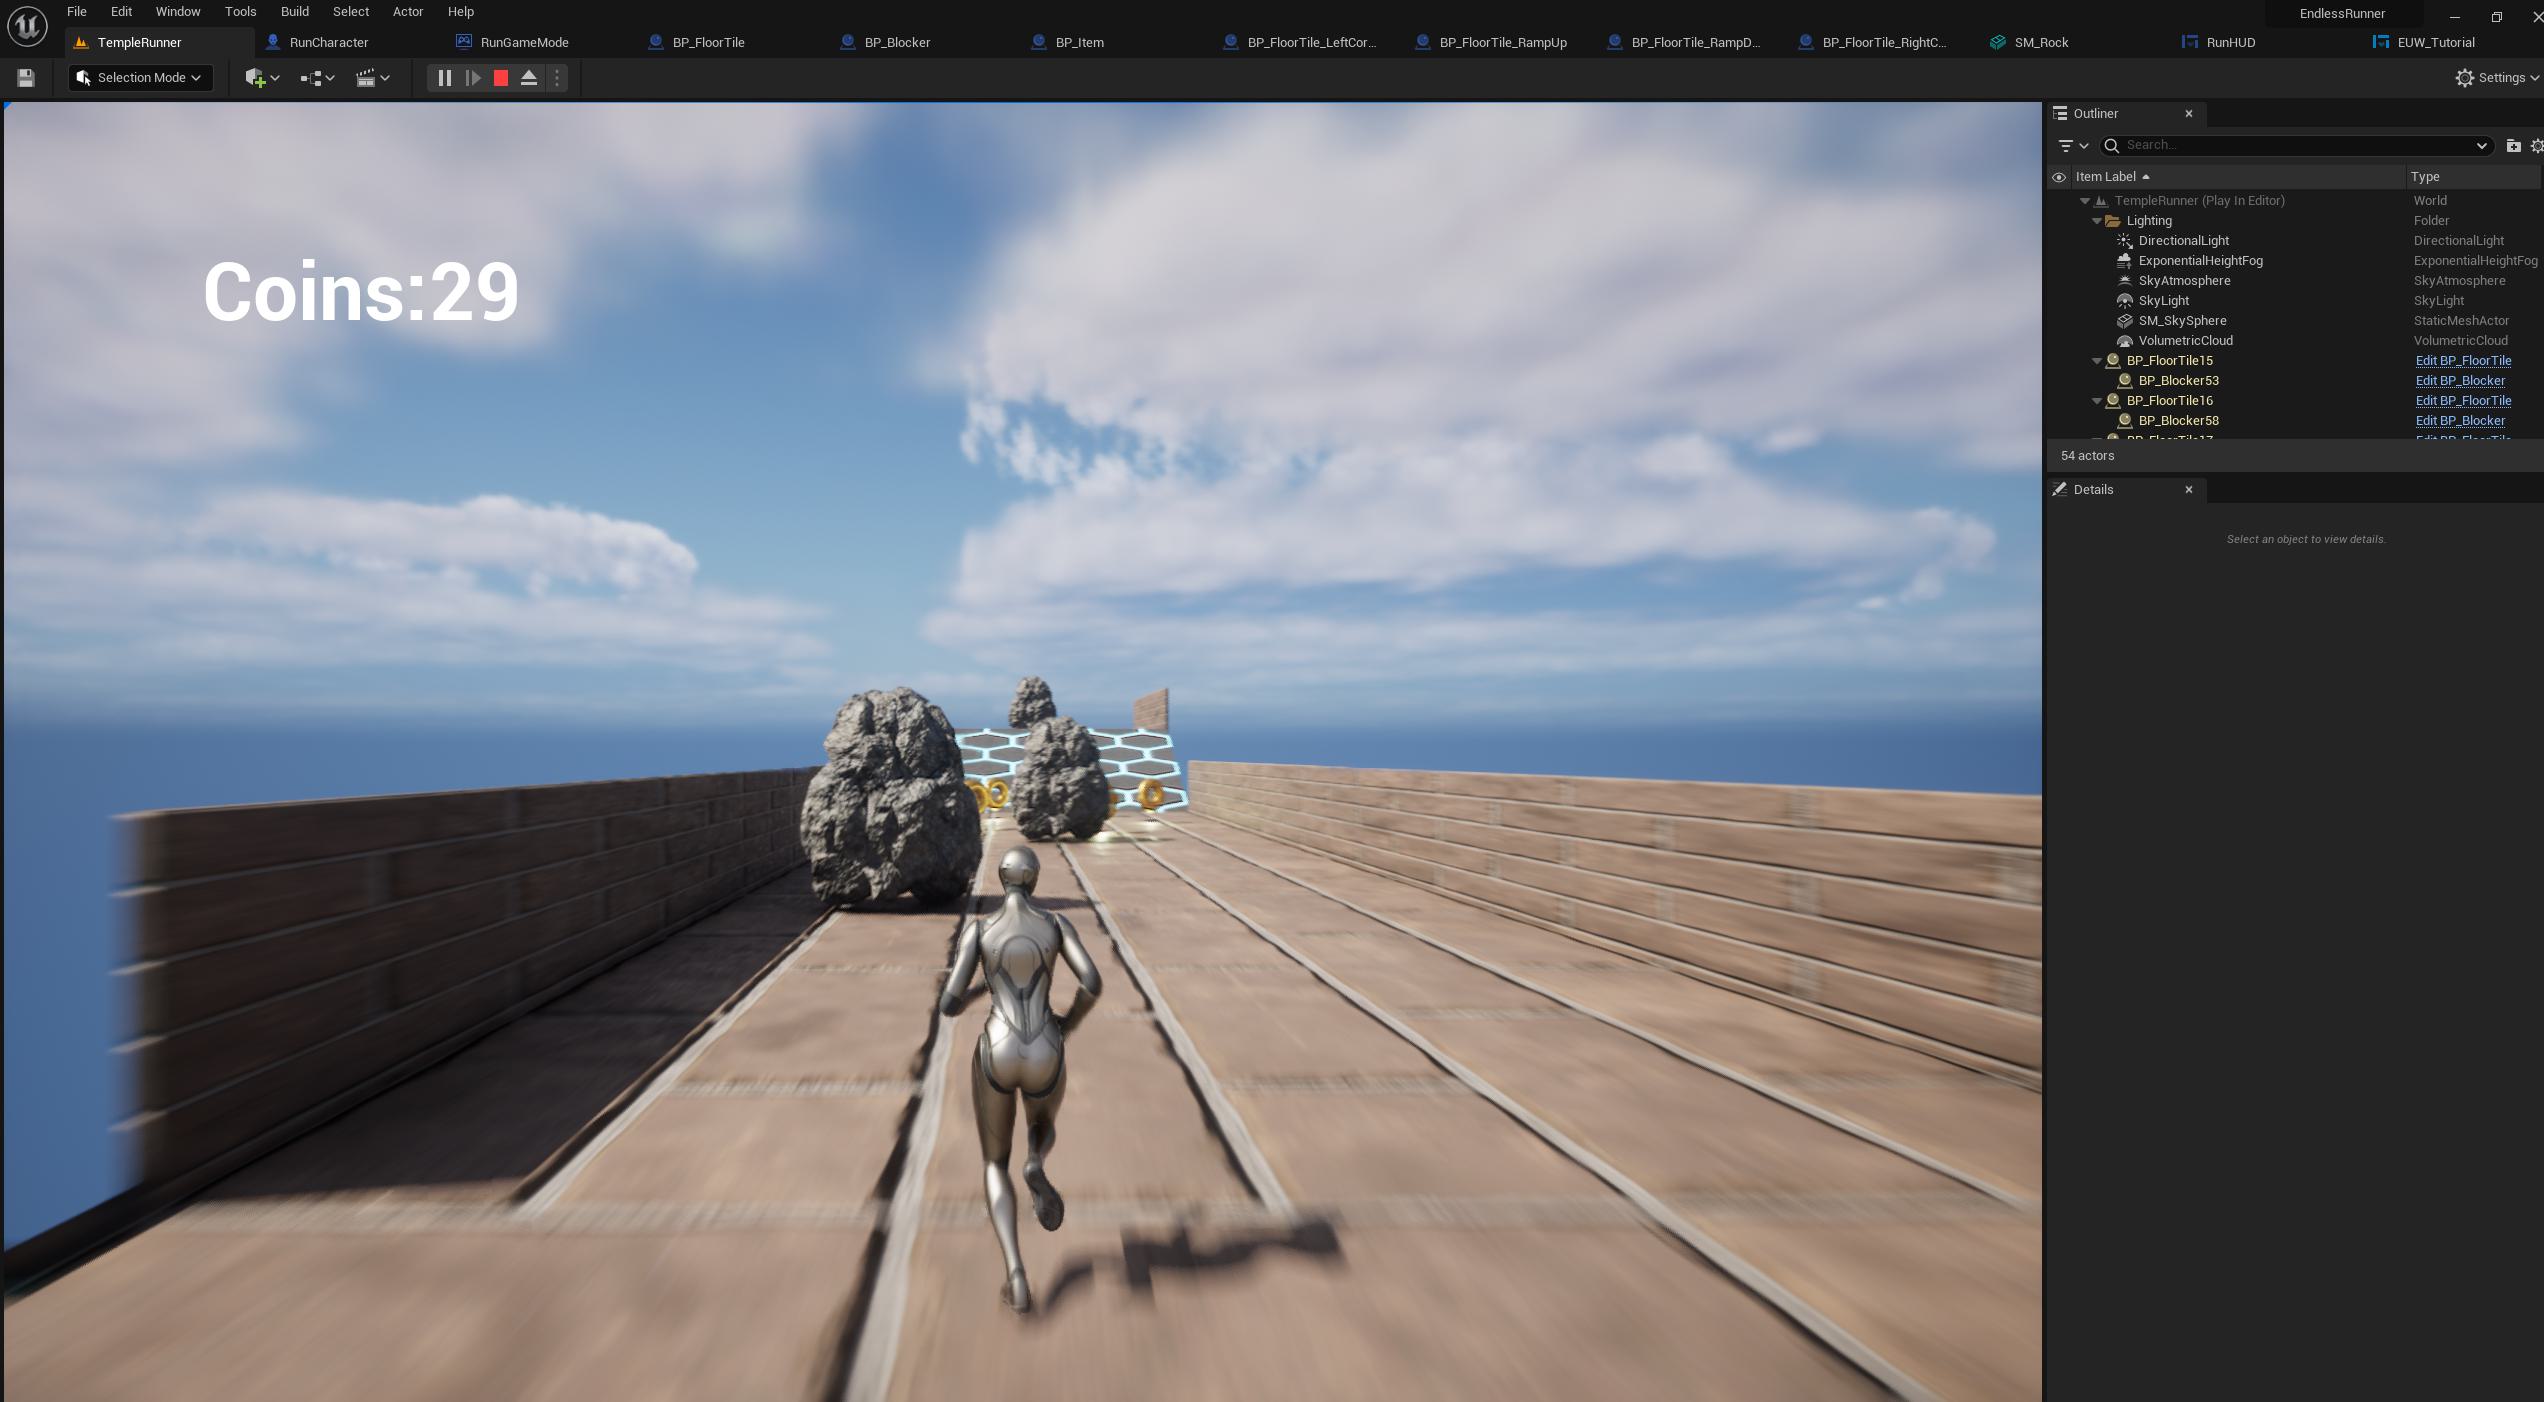 File Edit Window Tools Build Select Actor Help
EndlessRunner
TempleRunner RunCharacter RunGameMode BP_FloorTile BP_Blocker BP_Item BP_FloorTile_LeftCor... BP_FloorTile_RampUp BP_FloorTile_RampD... BP_FloorTile_RightC... SM_Rock RunHUD EUW_Tutorial
Selection Mode
Settings
Coins:29
Outliner
Search...
Item Label Type
TempleRunner (Play In Editor) World
Lighting Folder
DirectionalLight DirectionalLight
ExponentialHeightFog ExponentialHeightFog
SkyAtmosphere SkyAtmosphere
SkyLight SkyLight
SM_SkySphere StaticMeshActor
VolumetricCloud VolumetricCloud
BP_FloorTile15 Edit BP_FloorTile
BP_Blocker53 Edit BP_Blocker
BP_FloorTile16 Edit BP_FloorTile
BP_Blocker58 Edit BP_Blocker
BP_FloorTile17 Edit BP_FloorTile
54 actors
Details
Select an object to view details.